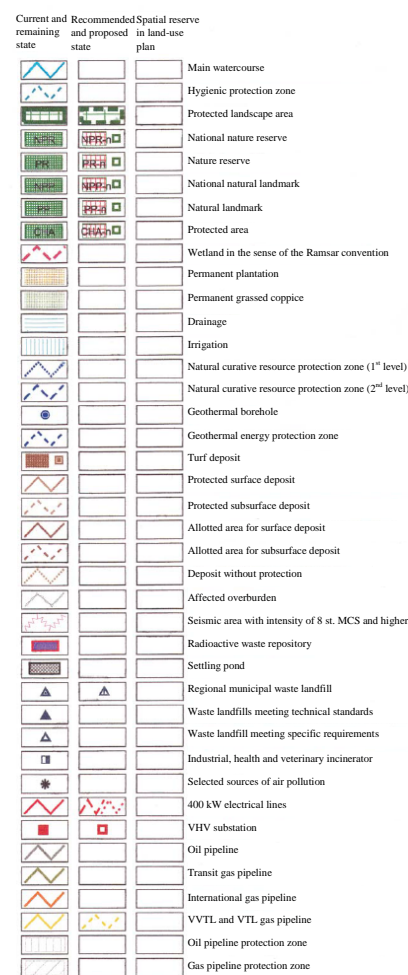 Current and remaining state
Recommended and proposed state
Spatial reserve in land-use plan
Main watercourse
Hygienic protection zone
Protected landscape area
NPR NPR-n National nature reserve
PR PR-n Nature reserve
NPP NPP-n National natural landmark
PP PP-n Natural landmark
CHA CHA-n Protected area
Wetland in the sense of the Ramsar convention
Permanent plantation
Permanent grassed coppice
Drainage
Irrigation
Natural curative resource protection zone (1st level)
Natural curative resource protection zone (2nd level)
Geothermal borehole
Geothermal energy protection zone
Turf deposit
Protected surface deposit
Protected subsurface deposit
Allotted area for surface deposit
Allotted area for subsurface deposit
Deposit without protection
Affected overburden
Seismic area with intensity of 8 st. MCS and higher
Radioactive waste repository
Settling pond
Regional municipal waste landfill
Waste landfills meeting technical standards
Waste landfill meeting specific requirements
Industrial, health and veterinary incinerator
Selected sources of air pollution
400 kW electrical lines
VHV substation
Oil pipeline
Transit gas pipeline
International gas pipeline
VVTL and VTL gas pipeline
Oil pipeline protection zone
Gas pipeline protection zone